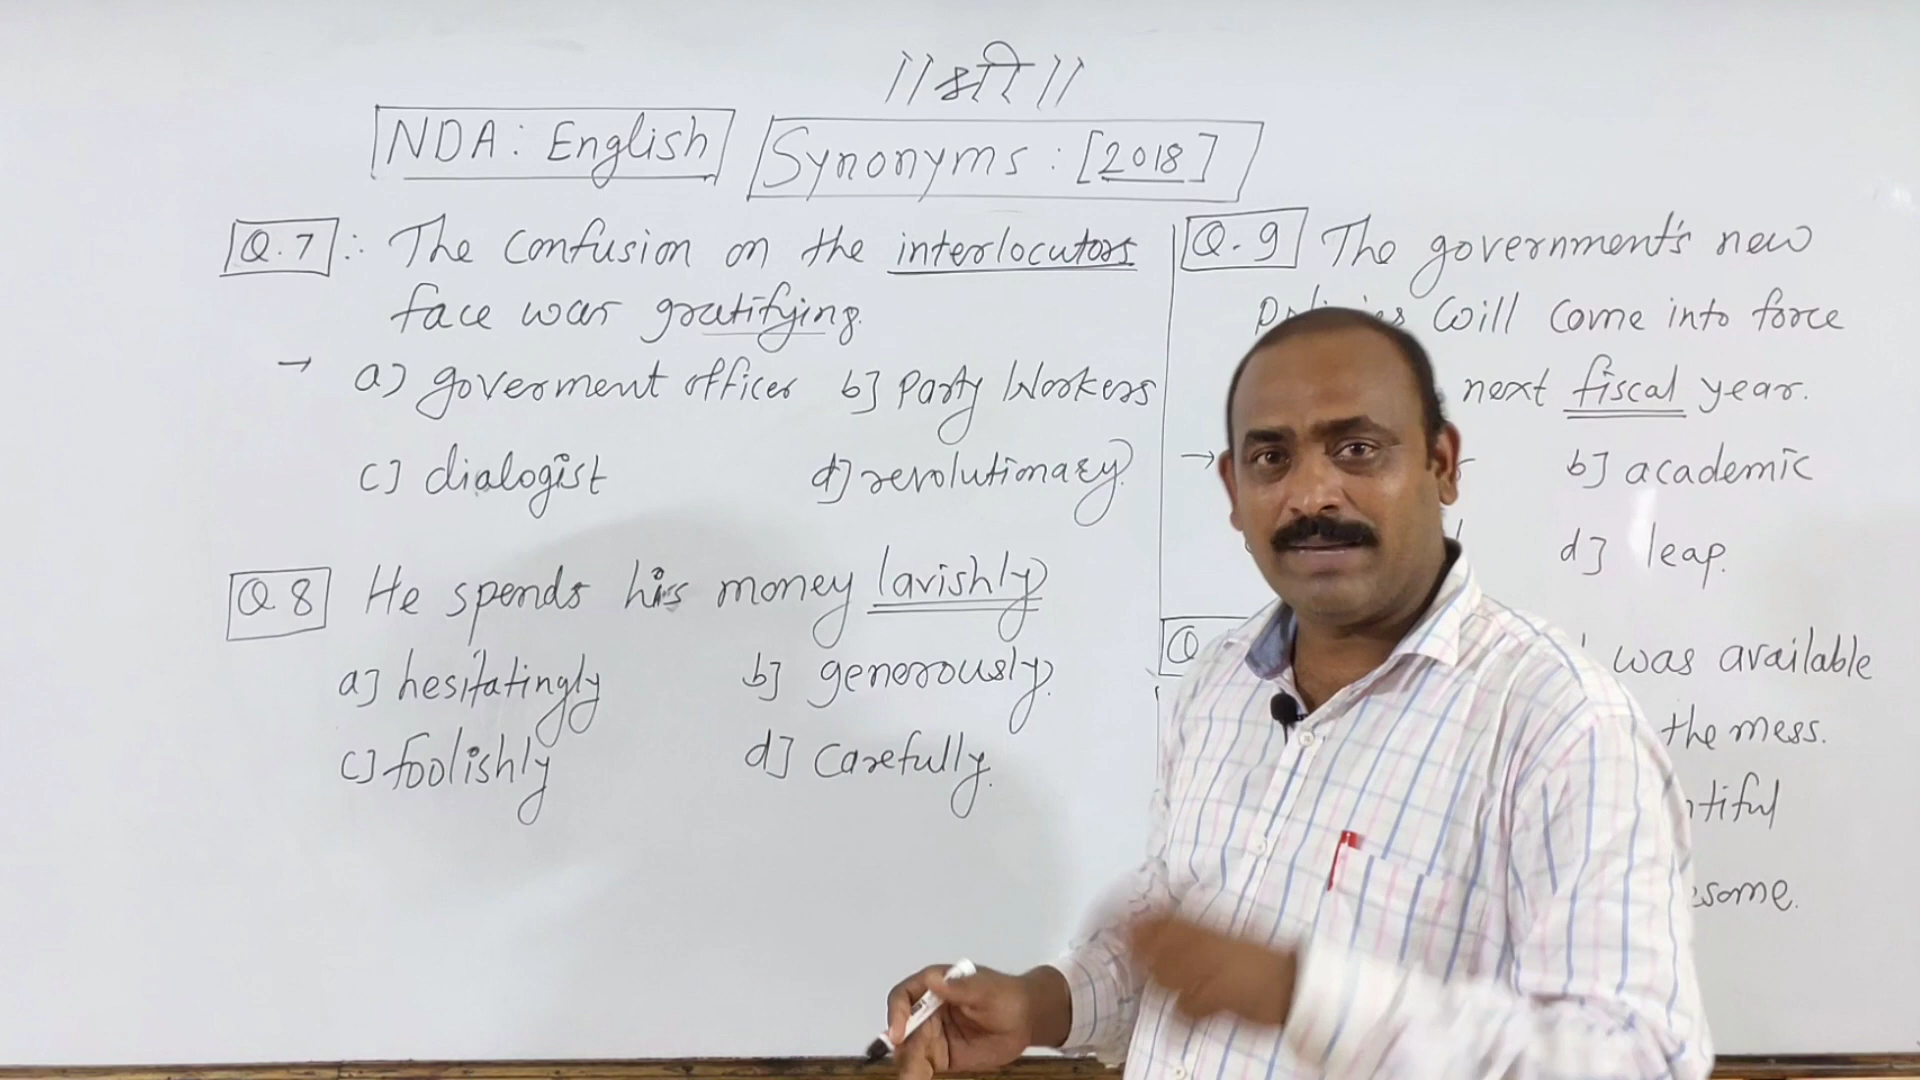 ॥ श्री ॥
NDA: English Synonyms: [2018]
Q.7: The confusion on the interlocutors
face was gratifying.
→ a) goverment officer b] Party Workers
c] dialogist d] revolutionary.
Q.8 He spends his money lavishly
a] hesitatingly b] generously.
c] foolishly d] carefully.
Q.9 The government's new
will come into force
next fiscal year.
→ b] academic
d] leap.
Q was available
the mess.
ntiful
some.